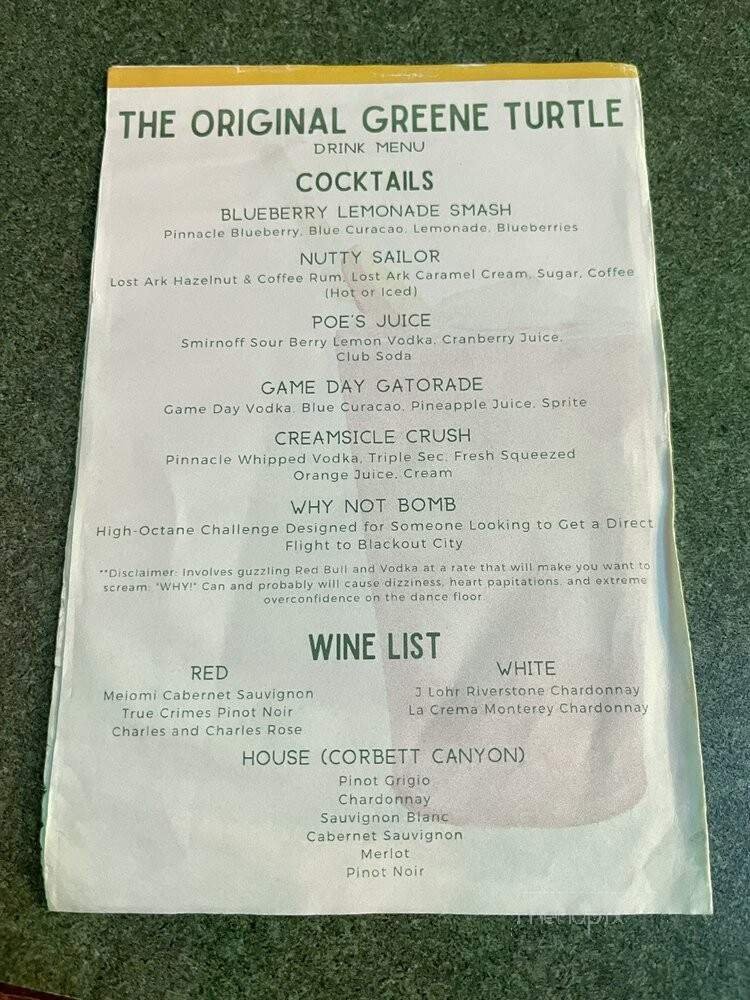 THE ORIGINAL GREENE TURTLE
DRINK MENU
COCKTAILS
BLUEBERRY LEMONADE SMASH
Pinnacle Blueberry, Blue Curacao, Lemonade, Blueberries
NUTTY SAILOR
Lost Ark Hazelnut & Coffee Rum, Lost Ark Caramel Cream, Sugar, Coffee
(Hot or Iced)
POE'S JUICE
Smirnoff Sour Berry Lemon Vodka, Cranberry Juice,
Club Soda
GAME DAY GATORADE
Game Day Vodka, Blue Curacao, Pineapple Juice, Sprite
CREAMSICLE CRUSH
Pinnacle Whipped Vodka, Triple Sec, Fresh Squeezed
Orange Juice, Cream
WHY NOT BOMB
High-Octane Challenge Designed for Someone Looking to Get a Direct
Flight to Blackout City
**Disclaimer: Involves guzzling Red Bull and Vodka at a rate that will make you want to
scream: "WHY!" Can and probably will cause dizziness, heart papitations, and extreme
overconfidence on the dance floor.
WINE LIST
RED
Meiomi Cabernet Sauvignon
True Crimes Pinot Noir
Charles and Charles Rose
WHITE
J Lohr Riverstone Chardonnay
La Crema Monterey Chardonnay
HOUSE (CORBETT CANYON)
Pinot Grigio
Chardonnay
Sauvignon Blanc
Cabernet Sauvignon
Merlot
Pinot Noir